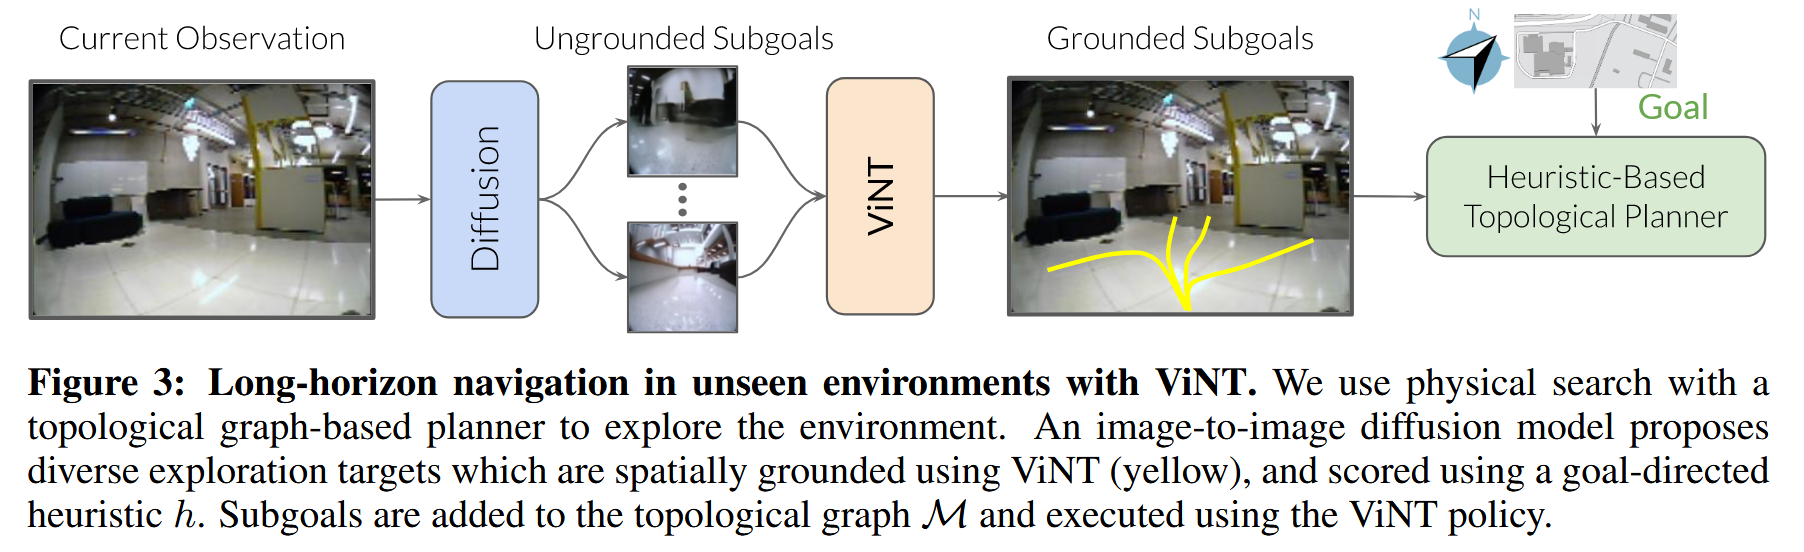 Current Observation
Ungrounded Subgoals
Grounded Subgoals
N
Goal
Diffusion
ViNT
Heuristic-Based
Topological Planner
Figure 3: Long-horizon navigation in unseen environments with ViNT. We use physical search with a
topological graph-based planner to explore the environment. An image-to-image diffusion model proposes
diverse exploration targets which are spatially grounded using ViNT (yellow), and scored using a goal-directed
heuristic h. Subgoals are added to the topological graph M and executed using the ViNT policy.